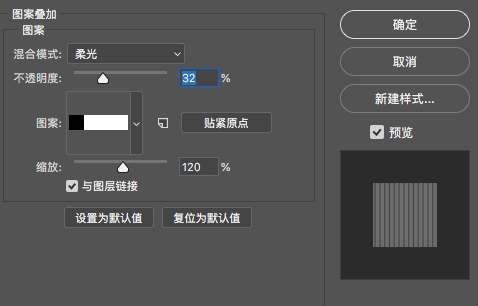 图案叠加
图案
混合模式: 柔光
不透明度: 32 %
图案: 贴紧原点
缩放: 120 %
与图层链接
设置为默认值 复位为默认值
确定
取消
新建样式...
预览